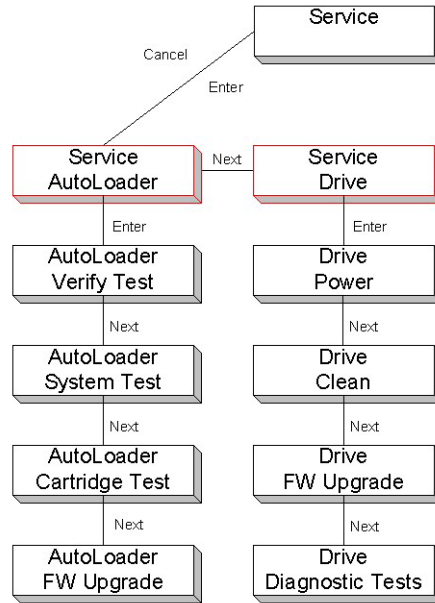 Service
Cancel
Enter
Service
AutoLoader
Next
Service
Drive
Enter
Enter
AutoLoader
Verify Test
Drive
Power
Next
Next
AutoLoader
System Test
Drive
Clean
Next
Next
AutoLoader
Cartridge Test
Drive
FW Upgrade
Next
Next
AutoLoader
FW Upgrade
Drive
Diagnostic Tests